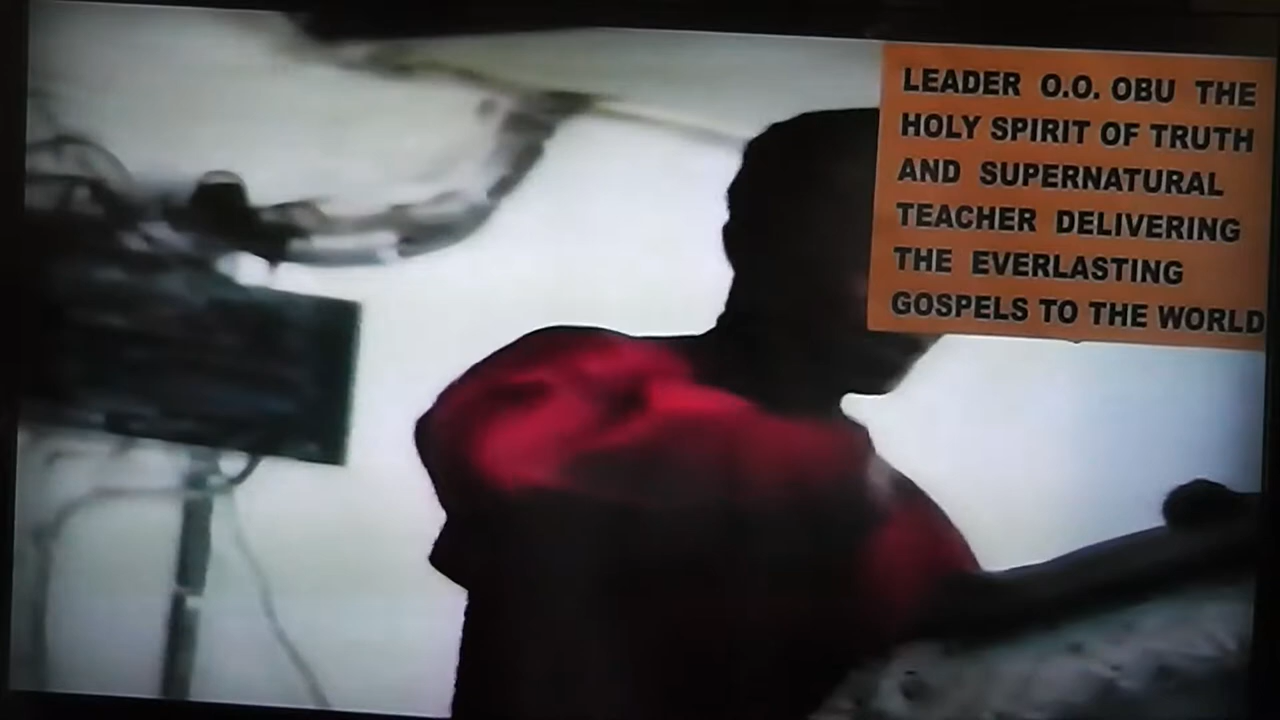 LEADER O.O. OBU THE
HOLY SPIRIT OF TRUTH
AND SUPERNATURAL
TEACHER DELIVERING
THE EVERLASTING
GOSPELS TO THE WORLD